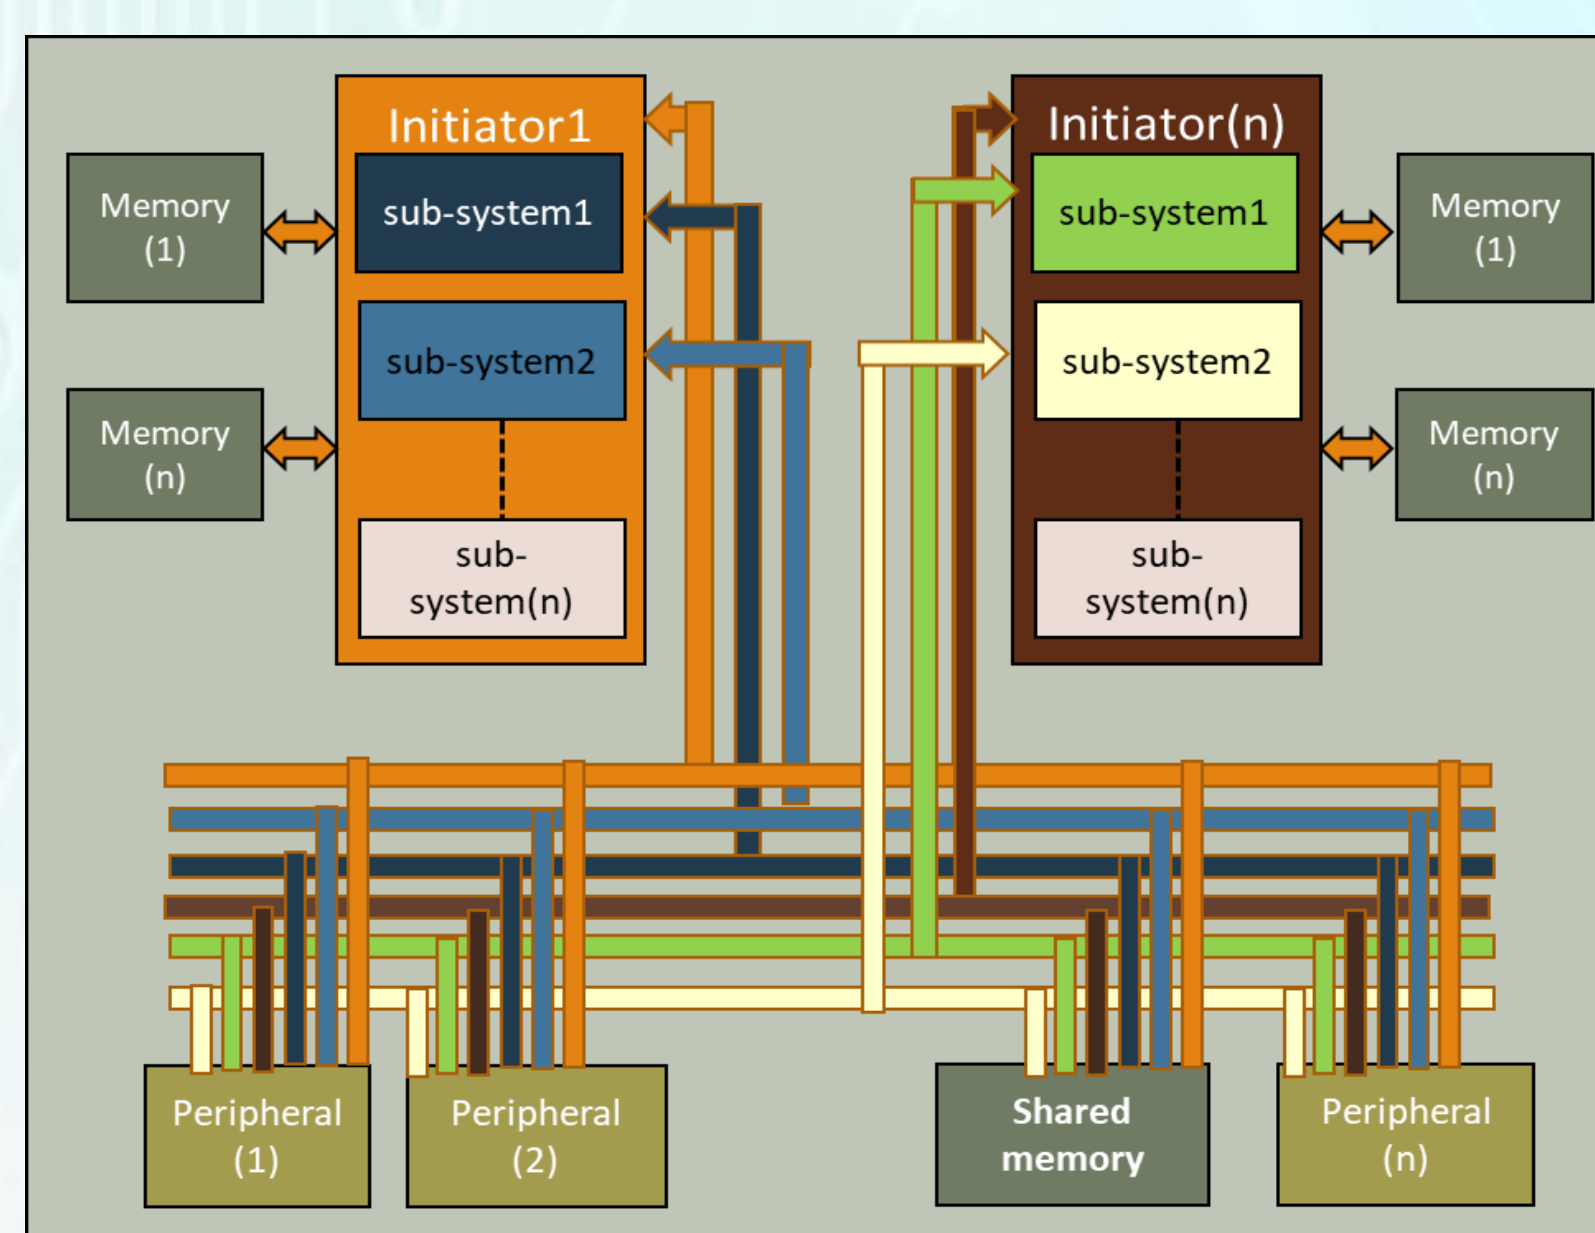 Initiator1
sub-system1
sub-system2
sub-
system(n)
Memory
(1)
Memory
(n)
Initiator(n)
sub-system1
sub-system2
sub-
system(n)
Memory
(1)
Memory
(n)
Peripheral
(1)
Peripheral
(2)
Shared
memory
Peripheral
(n)